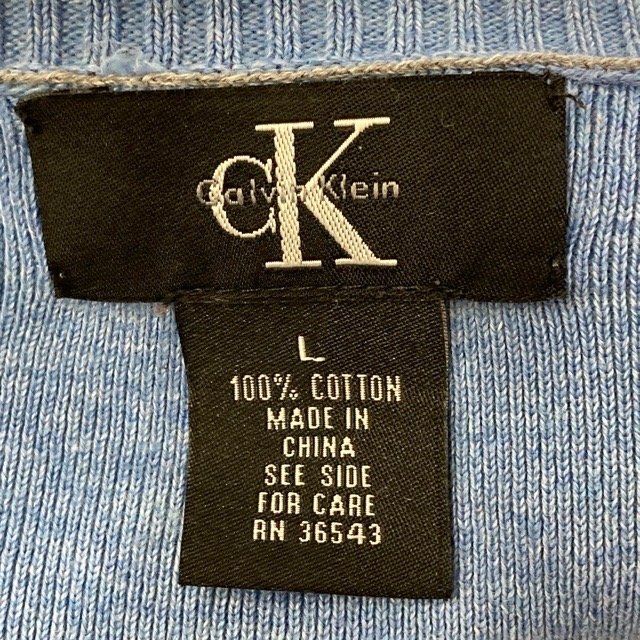 CK
Calvin Klein
L
100% COTTON
MADE IN
CHINA
SEE SIDE
FOR CARE
RN 36543